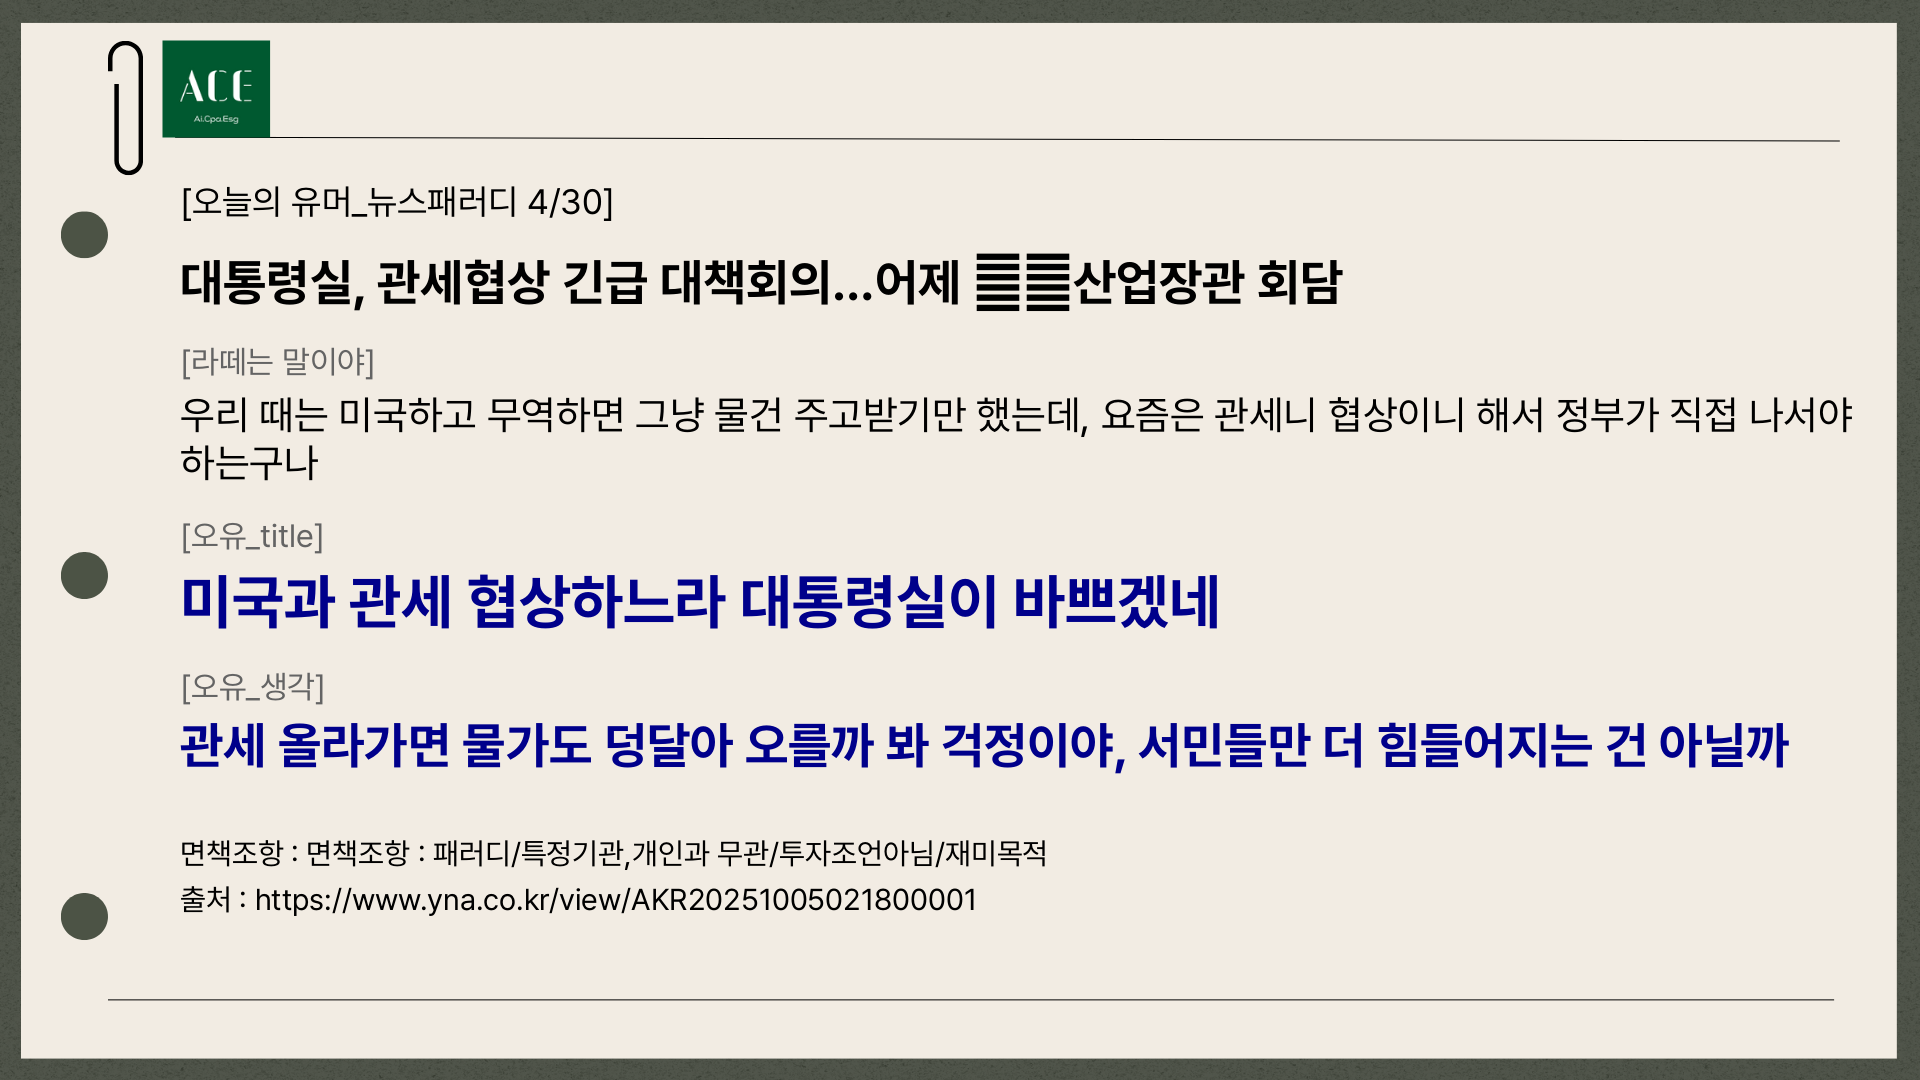 ACE
Ai.Cpa.Esg
[오늘의 유머_뉴스패러디 4/30]
대통령실, 관세협상 긴급 대책회의…어제 산업장관 회담
[라떼는 말이야]
우리 때는 미국하고 무역하면 그냥 물건 주고받기만 했는데, 요즘은 관세니 협상이니 해서 정부가 직접 나서야
하는구나
[오유_title]
미국과 관세 협상하느라 대통령실이 바쁘겠네
[오유_생각]
관세 올라가면 물가도 덩달아 오를까 봐 걱정이야, 서민들만 더 힘들어지는 건 아닐까
면책조항 : 면책조항 : 패러디/특정기관,개인과 무관/투자조언아님/재미목적
출처 : https://www.yna.co.kr/view/AKR20251005021800001